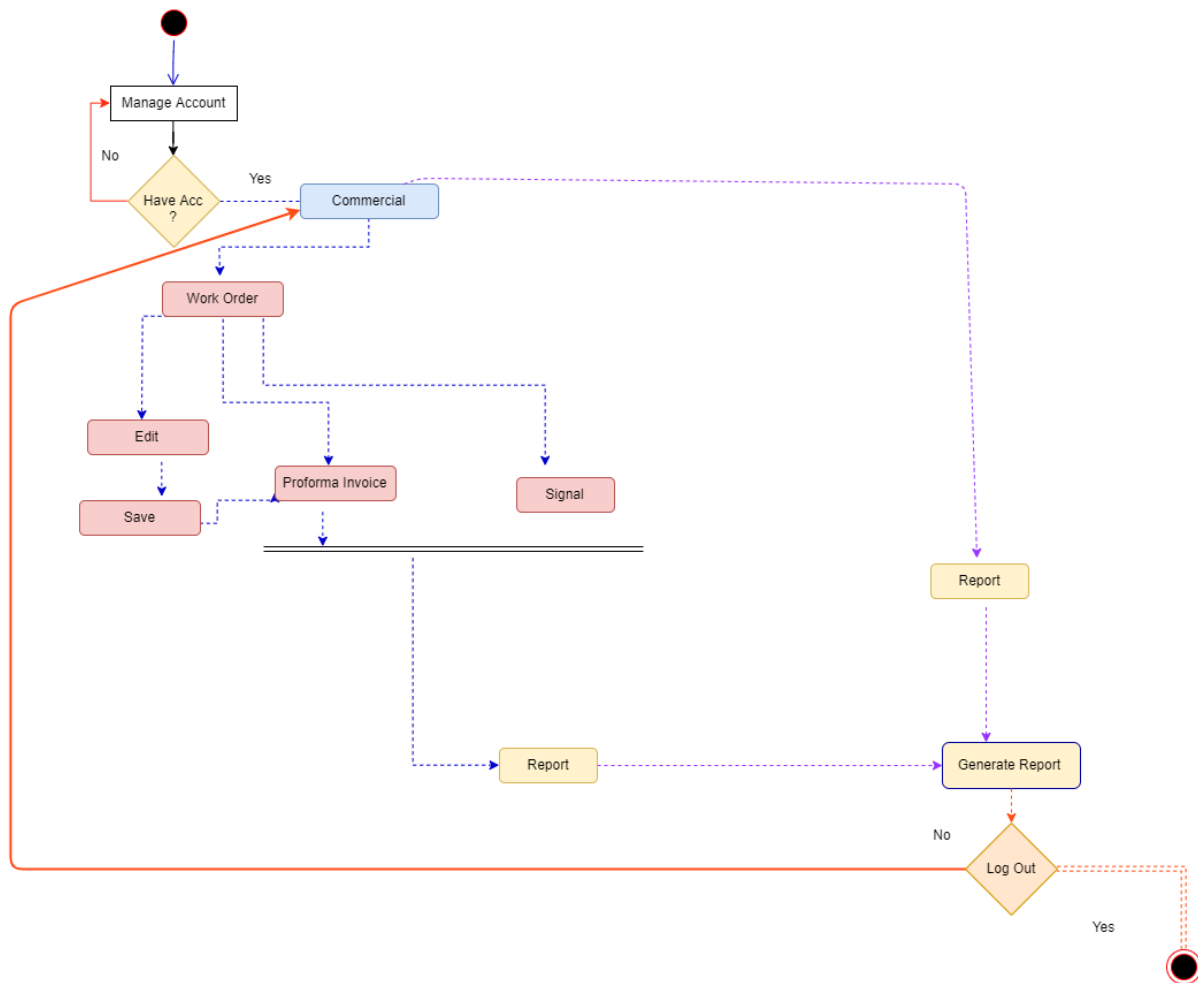 Manage Account
No
Yes
Have Acc
?
Commercial
Work Order
Edit
Proforma Invoice
Signal
Save
Report
Report
Generate Report
No
Log Out
Yes